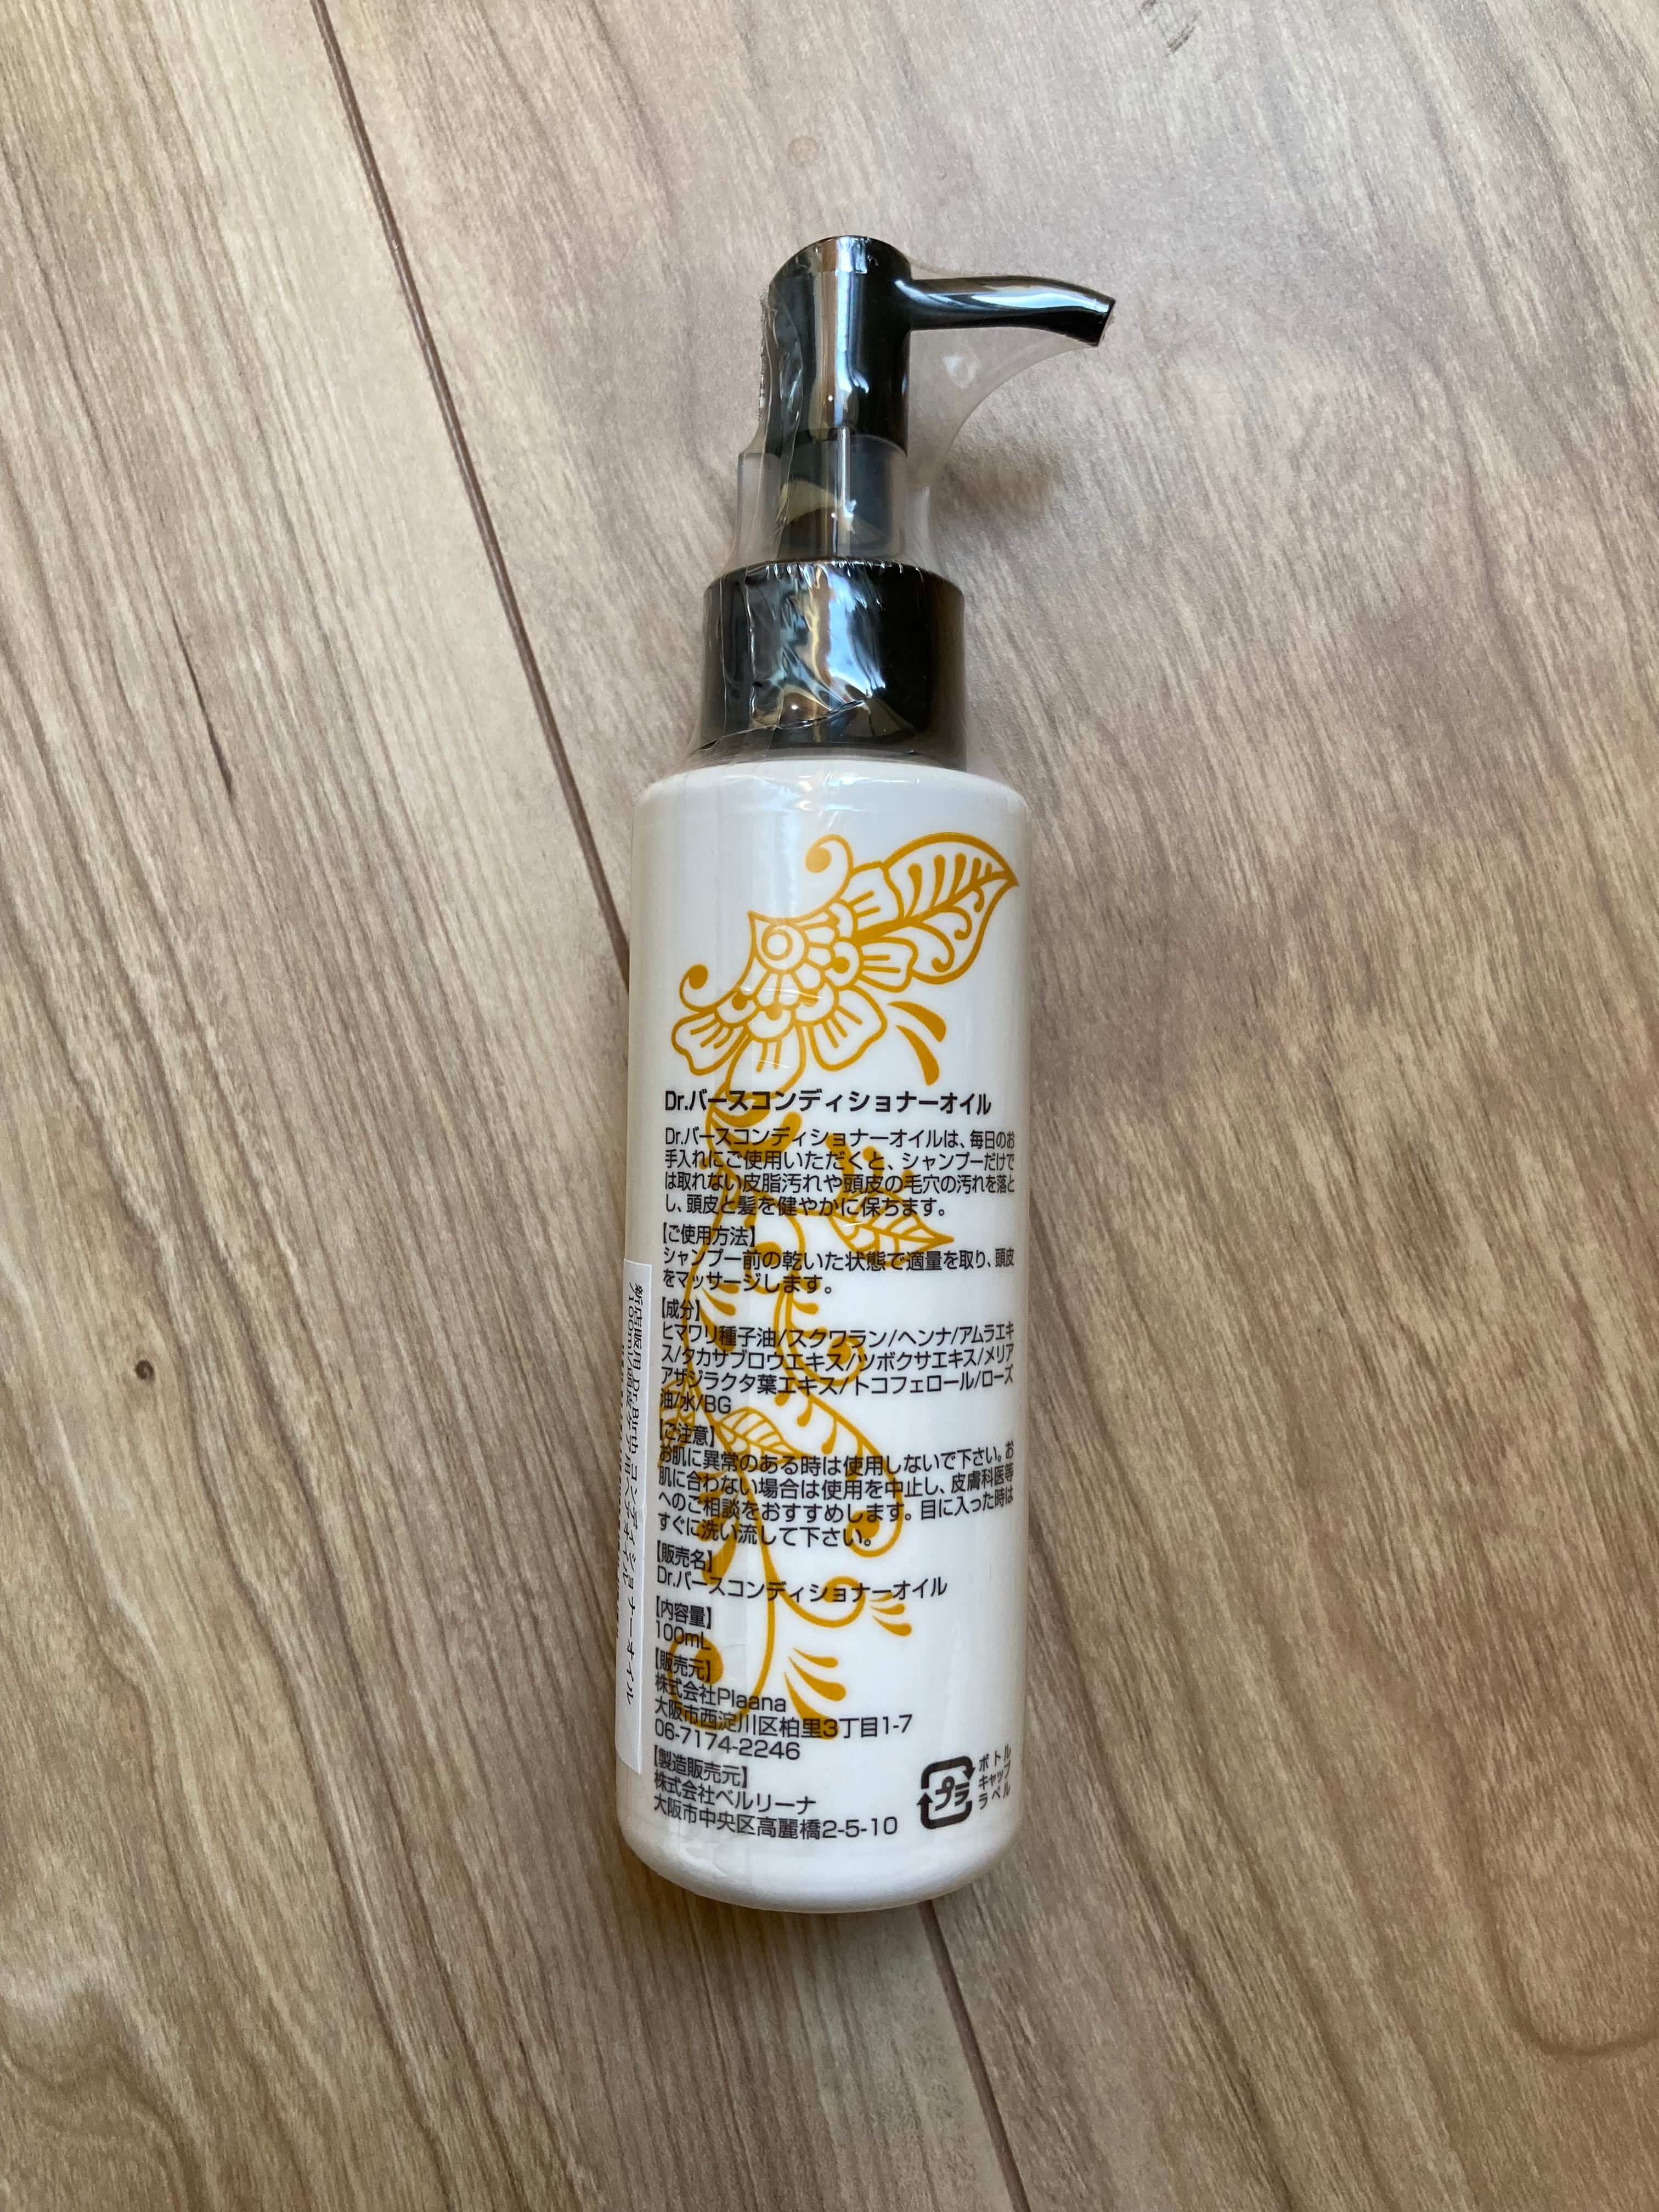 Dr.バースコンディショナーオイル
Dr.バースコンディショナーオイルは、毎日のお
手入れにご使用いただくと、シャンプーだけで
は取れない皮脂汚れや頭皮の毛穴の汚れを落と
し、頭皮と髪を健やかに保ちます。
【ご使用方法】
シャンプー前の乾いた状態で適量を取り、頭皮
をマッサージします。
【成分】
ヒマワリ種子油/スクワラン/ヘンナ/アムラエキ
ス/タカサブロウエキス/ツボクサエキス/メリア
アザジラクタ葉エキス/トコフェロール/ローズ
油/水/BG
【ご注意】
お肌に異常のある時は使用しないで下さい。お
肌に合わない場合は使用を中止し、皮膚科医等
へのご相談をおすすめします。目に入った時は
すぐに洗い流して下さい。
【販売名】
Dr.バースコンディショナーオイル
【内容量】
100mL
【販売元】
株式会社Plaana
大阪市西淀川区柏里3丁目1-7
06-7174-2246
【製造販売元】
株式会社ベルリーナ
大阪市中央区高麗橋2-5-10
プラ
ボトル
キャップ
ラベル
Dr.Birth コンディショナーオイル